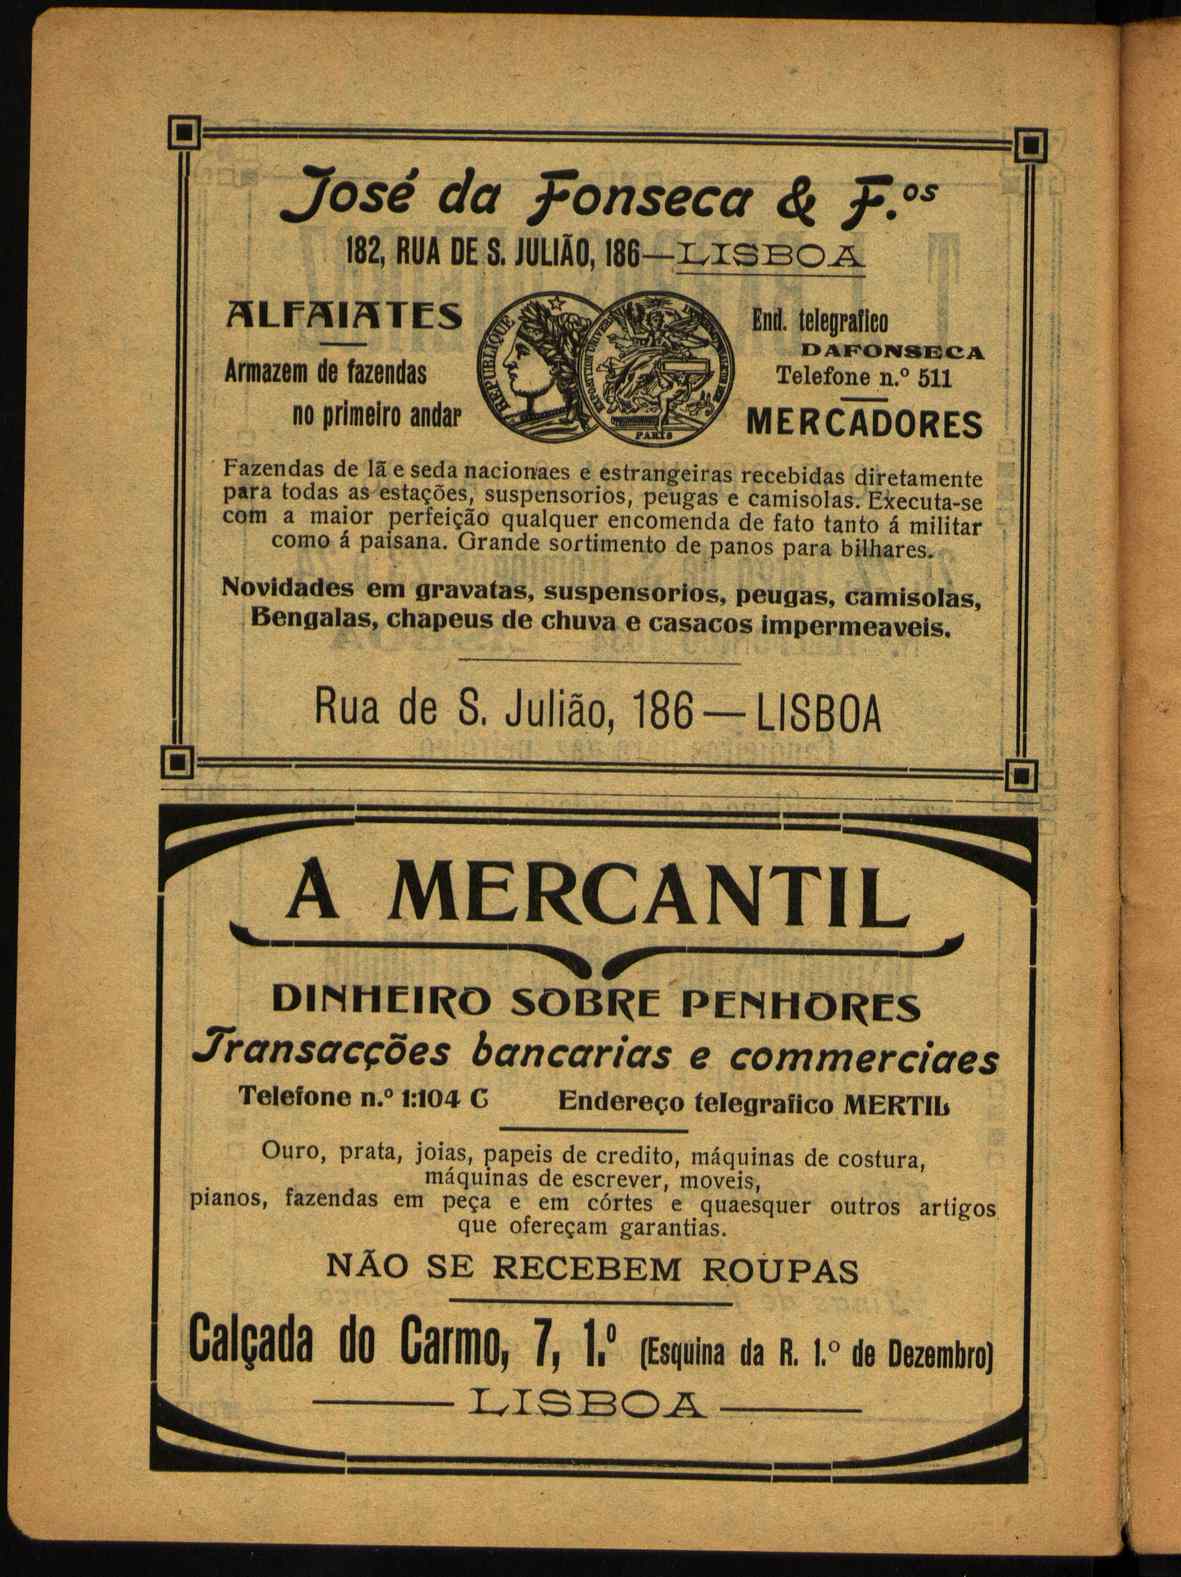 José da Fonseca & F.os
182, RUA DE S. JULIÃO, 186—LISBOA
ALFAIATES
Armazem de fazendas
no primeiro andar
REPUBLIQUE
PARIS
End. telegrafico
DAFONSECA
Telefone n.º 511
MERCADORES
Fazendas de lã e seda nacionaes e estrangeiras recebidas diretamente
para todas as estações, suspensorios, peugas e camisolas. Executa-se
com a maior perfeição qualquer encomenda de fato tanto á militar
como á paisana. Grande sortimento de panos para bilhares.
Novidades em gravatas, suspensorios, peugas, camisolas,
Bengalas, chapeus de chuva e casacos impermeaveis.
Rua de S. Julião, 186 — LISBOA
A MERCANTIL
DINHEIRO SOBRE PENHORES
Transacções bancarias e commerciaes
Telefone n.º 1:104 C Endereço telegrafico MERTIL
Ouro, prata, joias, papeis de credito, máquinas de costura,
máquinas de escrever, moveis,
pianos, fazendas em peça e em córtes e quaesquer outros artigos
que ofereçam garantias.
NÃO SE RECEBEM ROUPAS
Calçada do Carmo, 7, 1.º (Esquina da R. 1.º de Dezembro)
LISBOA